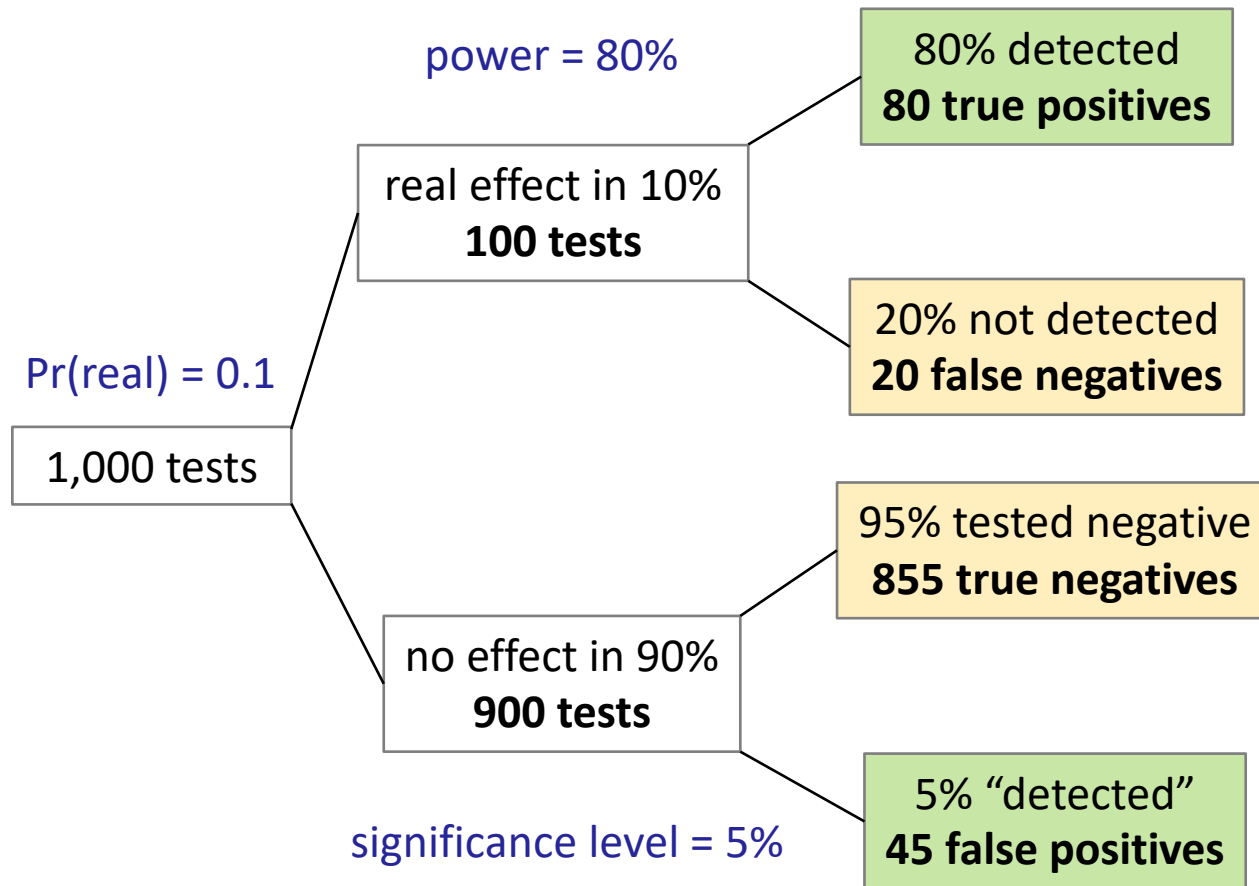 power = 80%
80% detected
80 true positives
real effect in 10%
100 tests
20% not detected
20 false negatives
Pr(real) = 0.1
1,000 tests
95% tested negative
855 true negatives
no effect in 90%
900 tests
5% “detected”
45 false positives
significance level = 5%